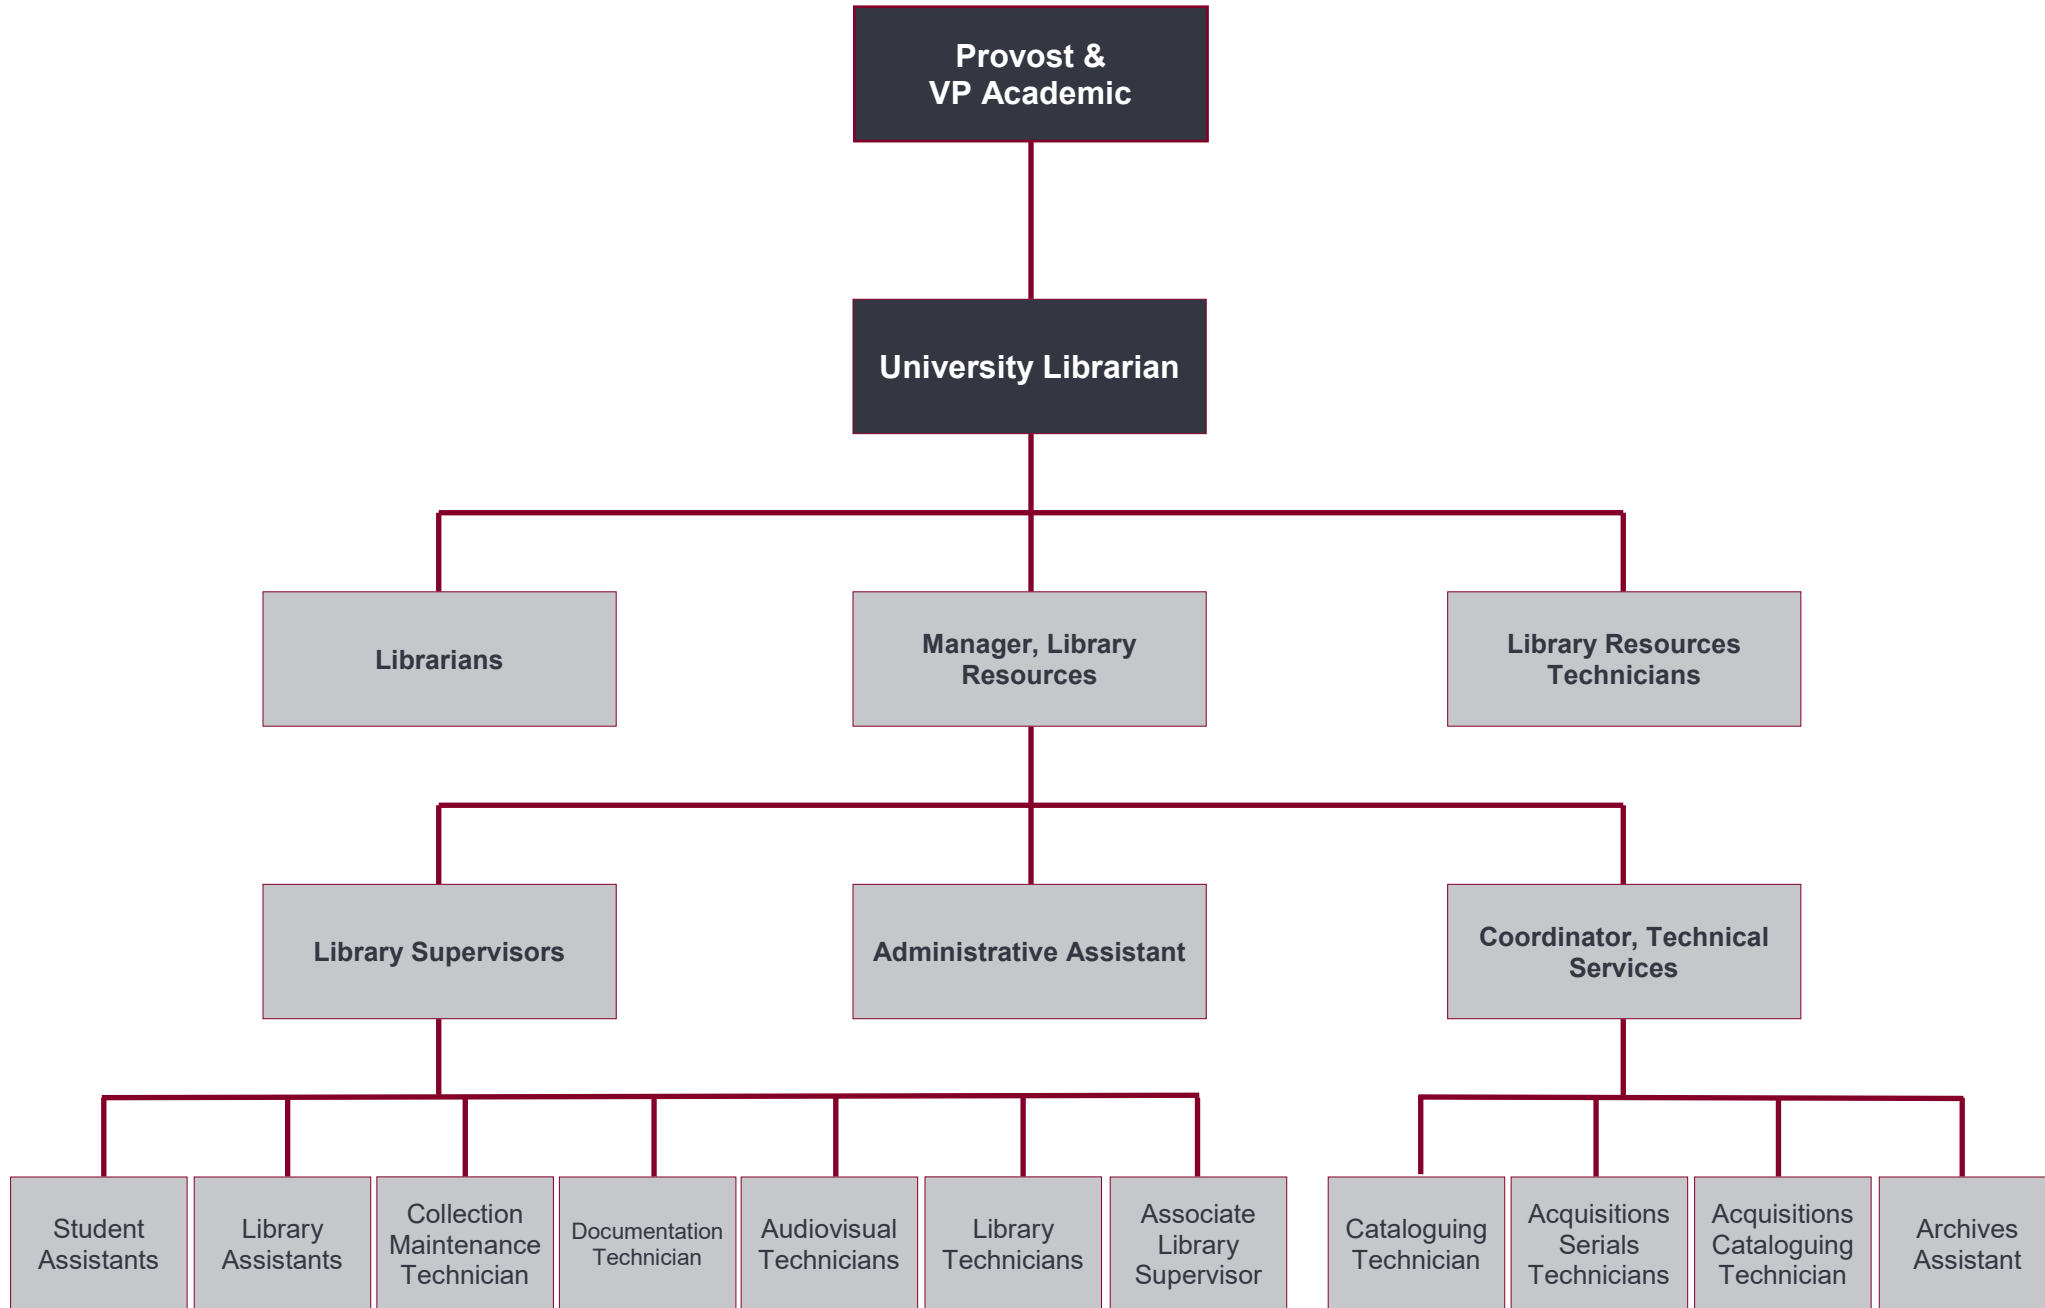 Provost &
VP Academic
University Librarian
Librarians
Manager, Library
Resources
Library Resources
Technicians
Library Supervisors
Administrative Assistant
Coordinator, Technical
Services
Student
Assistants
Library
Assistants
Collection
Maintenance
Technician
Documentation
Technician
Audiovisual
Technicians
Library
Technicians
Associate
Library
Supervisor
Cataloguing
Technician
Acquisitions
Serials
Technicians
Acquisitions
Cataloguing
Technician
Archives
Assistant